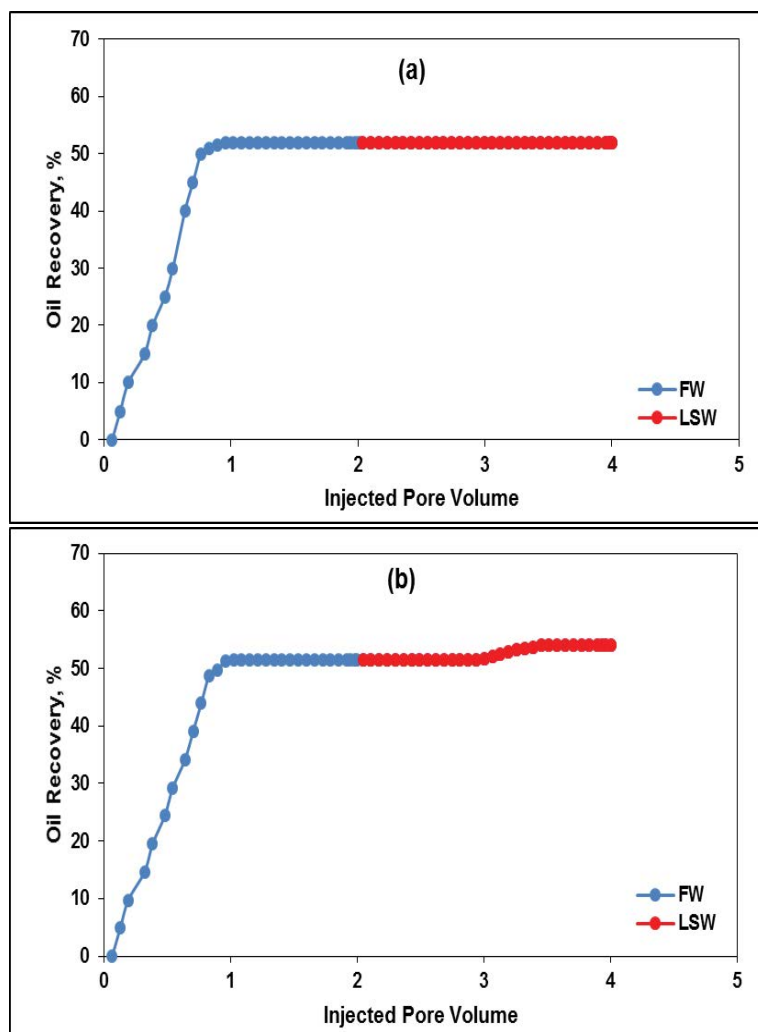 (a)
70
60
50
40
30
20
10
0
Oil Recovery, %
0 1 2 3 4 5
Injected Pore Volume
FW
LSW
(b)
70
60
50
40
30
20
10
0
Oil Recovery, %
0 1 2 3 4 5
Injected Pore Volume
FW
LSW